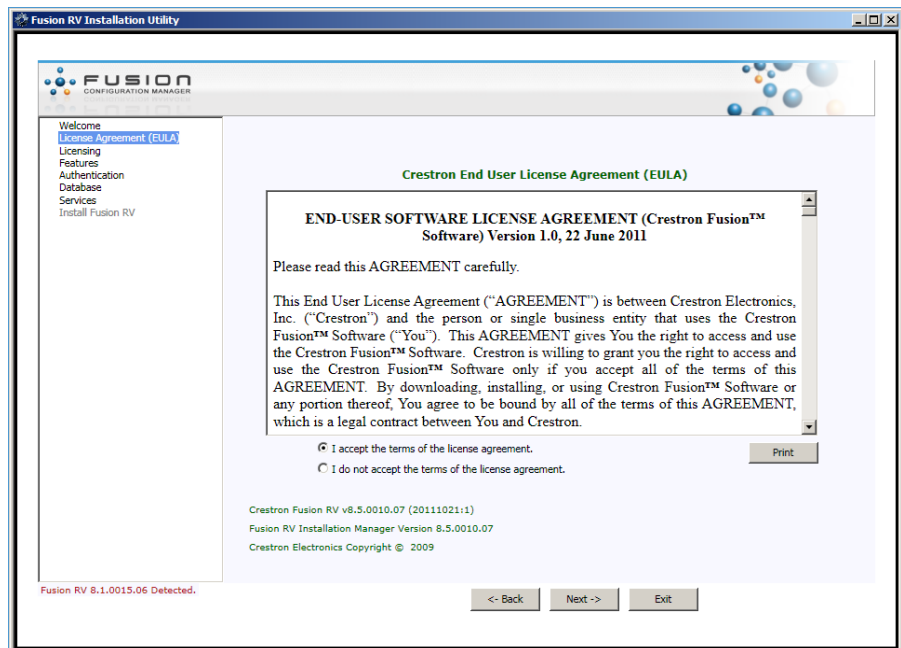 Fusion RV Installation Utility
FUSION
CONFIGURATION MANAGER
Welcome
License Agreement (EULA)
Licensing
Features
Authentication
Database
Services
Install Fusion RV
Crestron End User License Agreement (EULA)
END-USER SOFTWARE LICENSE AGREEMENT (Crestron Fusion™
Software) Version 1.0, 22 June 2011
Please read this AGREEMENT carefully.
This End User License Agreement (“AGREEMENT”) is between Crestron Electronics,
Inc. (“Crestron”) and the person or single business entity that uses the Crestron
Fusion™ Software (“You”). This AGREEMENT gives You the right to access and use
the Crestron Fusion™ Software. Crestron is willing to grant you the right to access and
use the Crestron Fusion™ Software only if you accept all of the terms of this
AGREEMENT. By downloading, installing, or using Crestron Fusion™ Software or
any portion thereof, You agree to be bound by all of the terms of this AGREEMENT,
which is a legal contract between You and Crestron.
I accept the terms of the license agreement.
Print
I do not accept the terms of the license agreement.
Crestron Fusion RV v8.5.0010.07 (20111021:1)
Fusion RV Installation Manager Version 8.5.0010.07
Crestron Electronics Copyright © 2009
Fusion RV 8.1.0015.06 Detected.
<- Back
Next ->
Exit